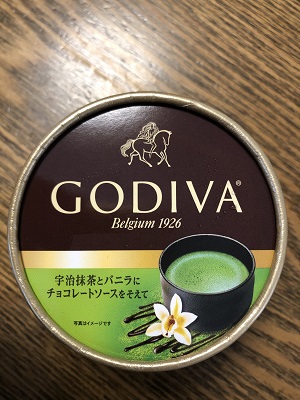 GODIVA®
Belgium 1926
宇治抹茶とバニラに
チョコレートソースをそえて
写真はイメージです